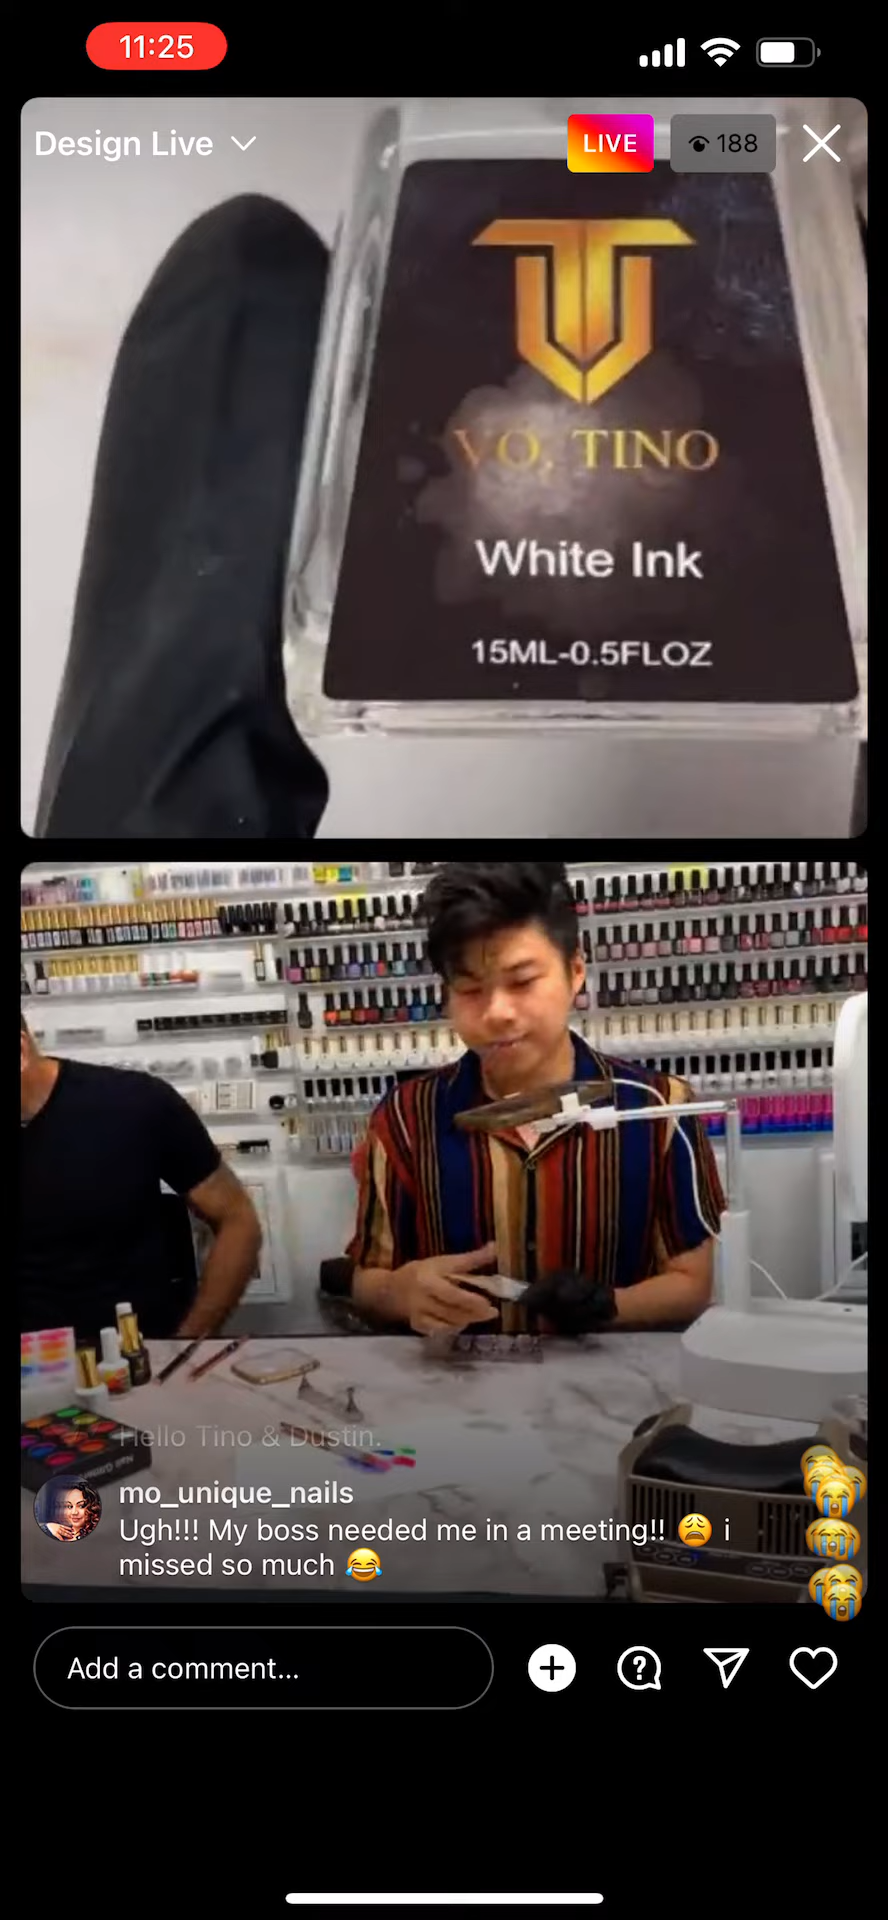 11:25
Design Live
LIVE
188
VO. TINO
White Ink
15ML-0.5FLOZ
Hello Tino & Dustin.
mo_unique_nails
Ugh!!! My boss needed me in a meeting!! 😩 i
missed so much 😂
Add a comment...